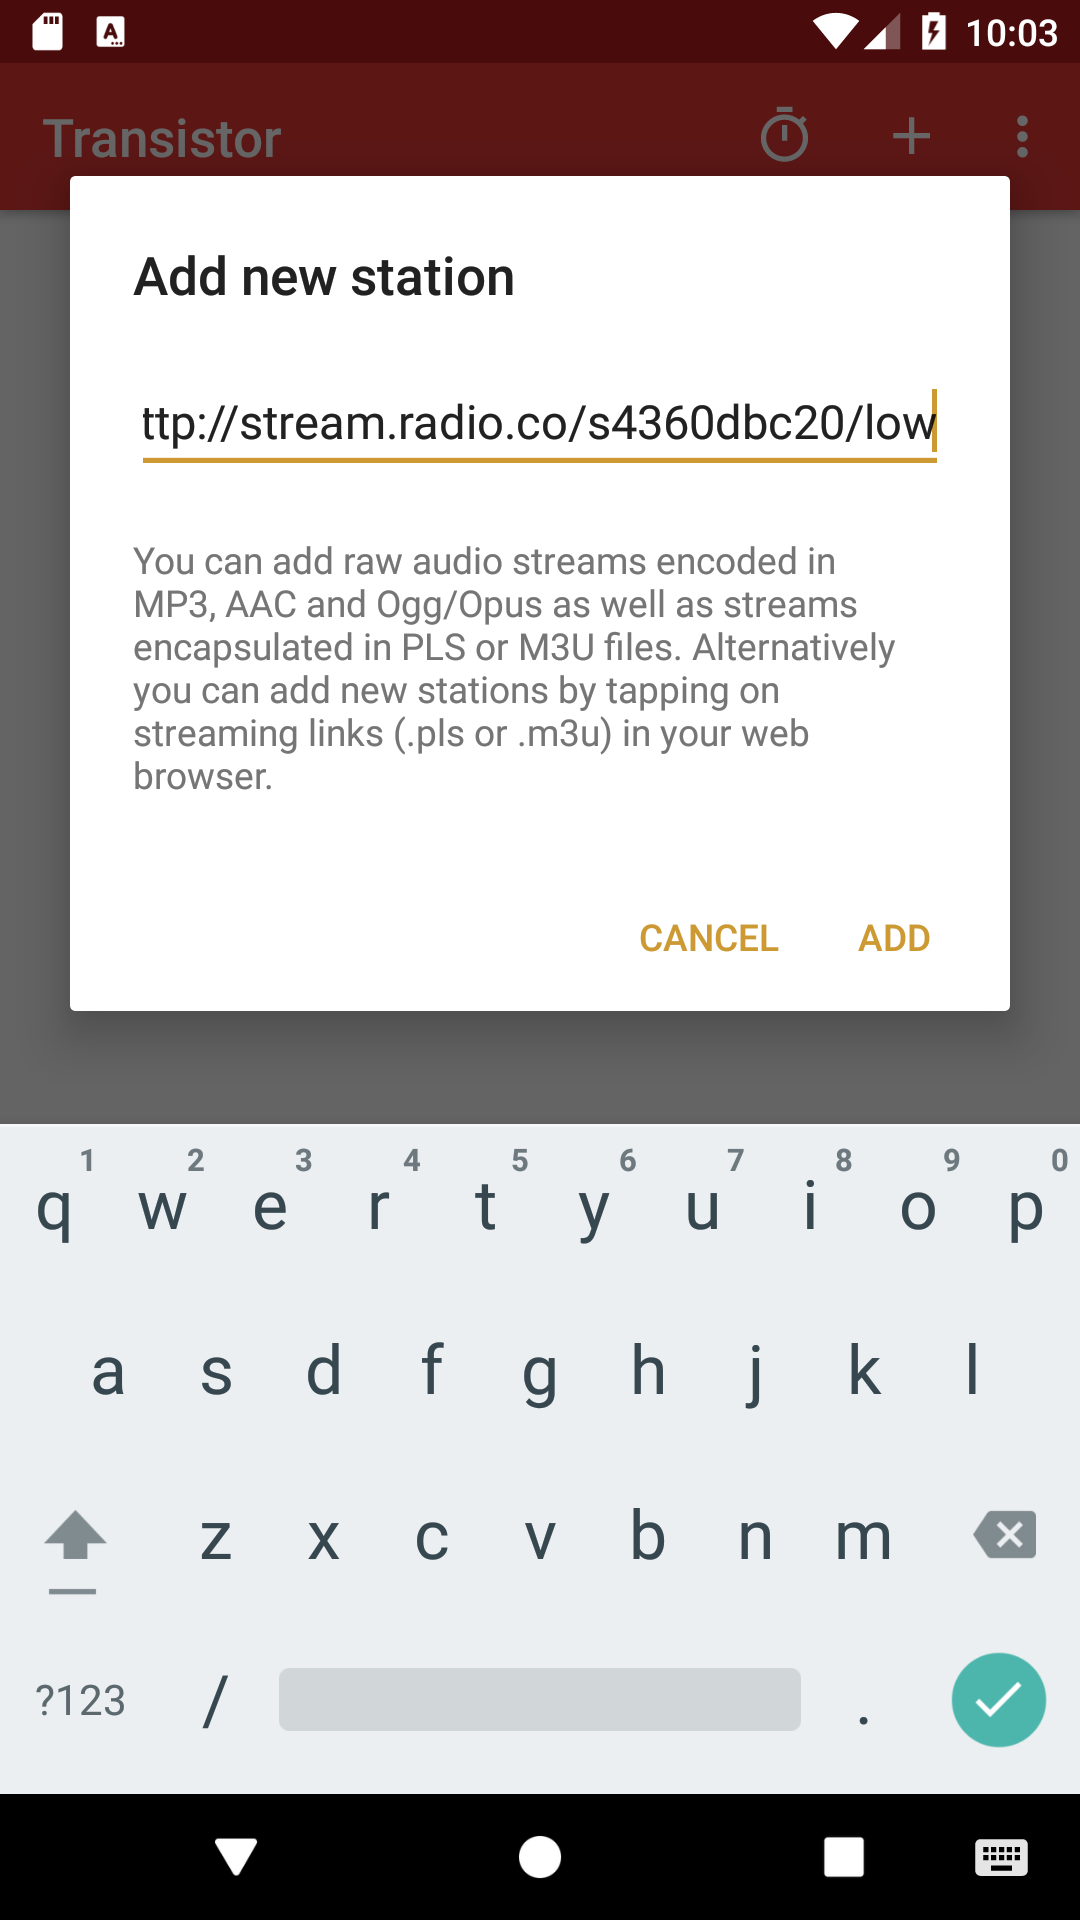 10:03
Transistor
Add new station
ttp://stream.radio.co/s4360dbc20/low
You can add raw audio streams encoded in
MP3, AAC and Ogg/Opus as well as streams
encapsulated in PLS or M3U files. Alternatively
you can add new stations by tapping on
streaming links (.pls or .m3u) in your web
browser.
CANCEL ADD
1 2 3 4 5 6 7 8 9 0
q w e r t y u i o p
a s d f g h j k l
z x c v b n m
?123 / .